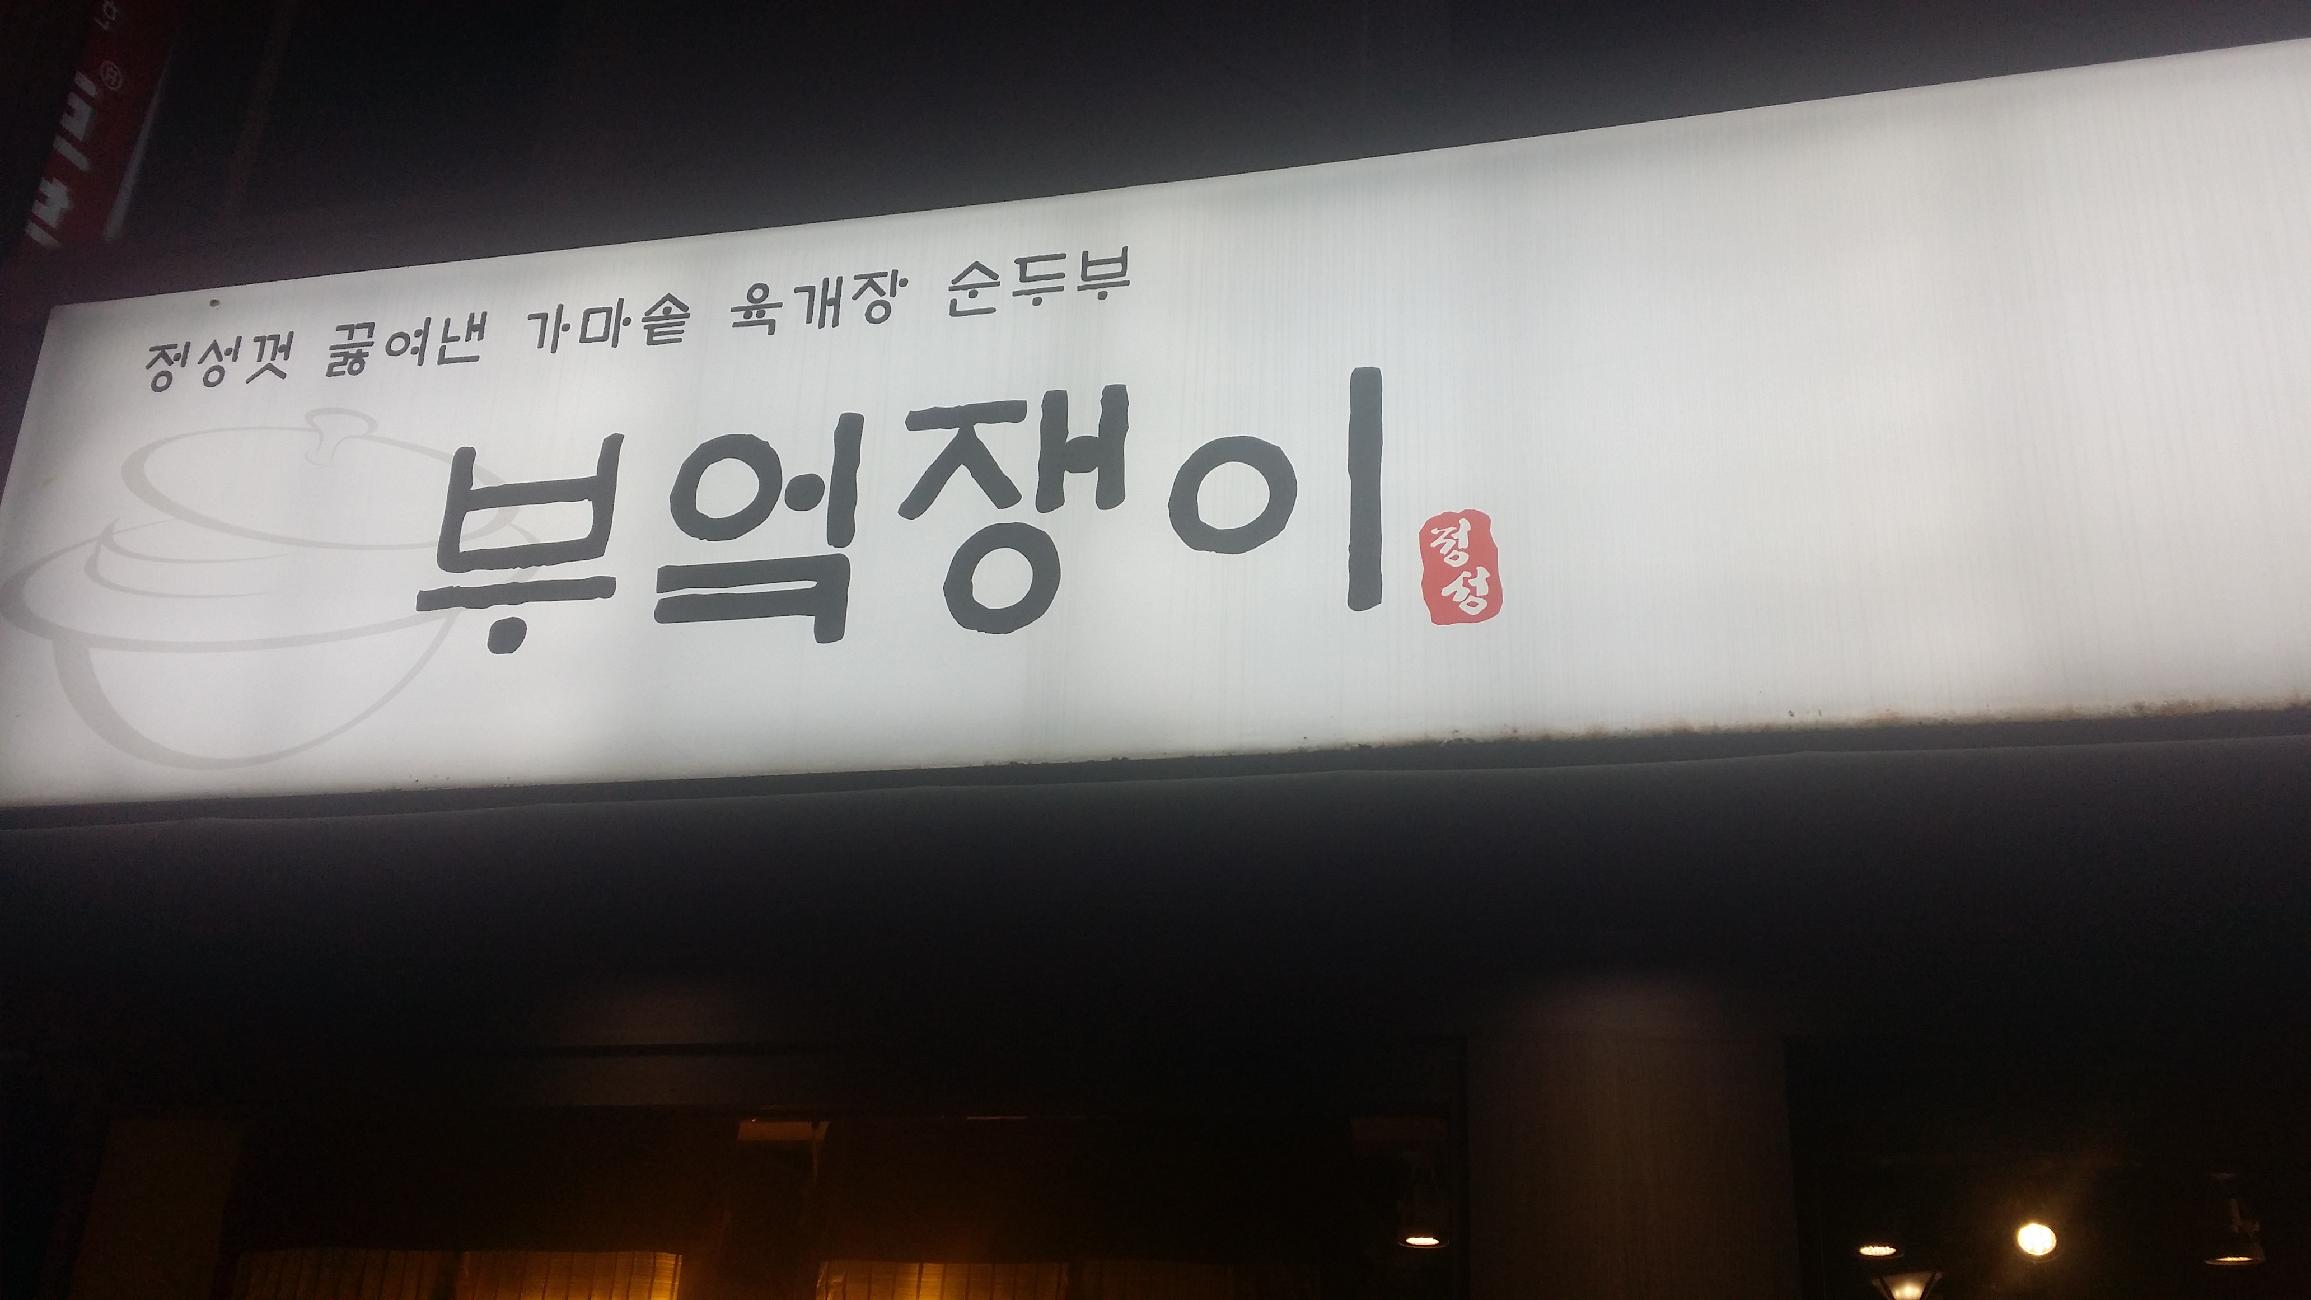 정성껏 끓여낸 가마솥 육개장 순두부
부엌쟁이
정성